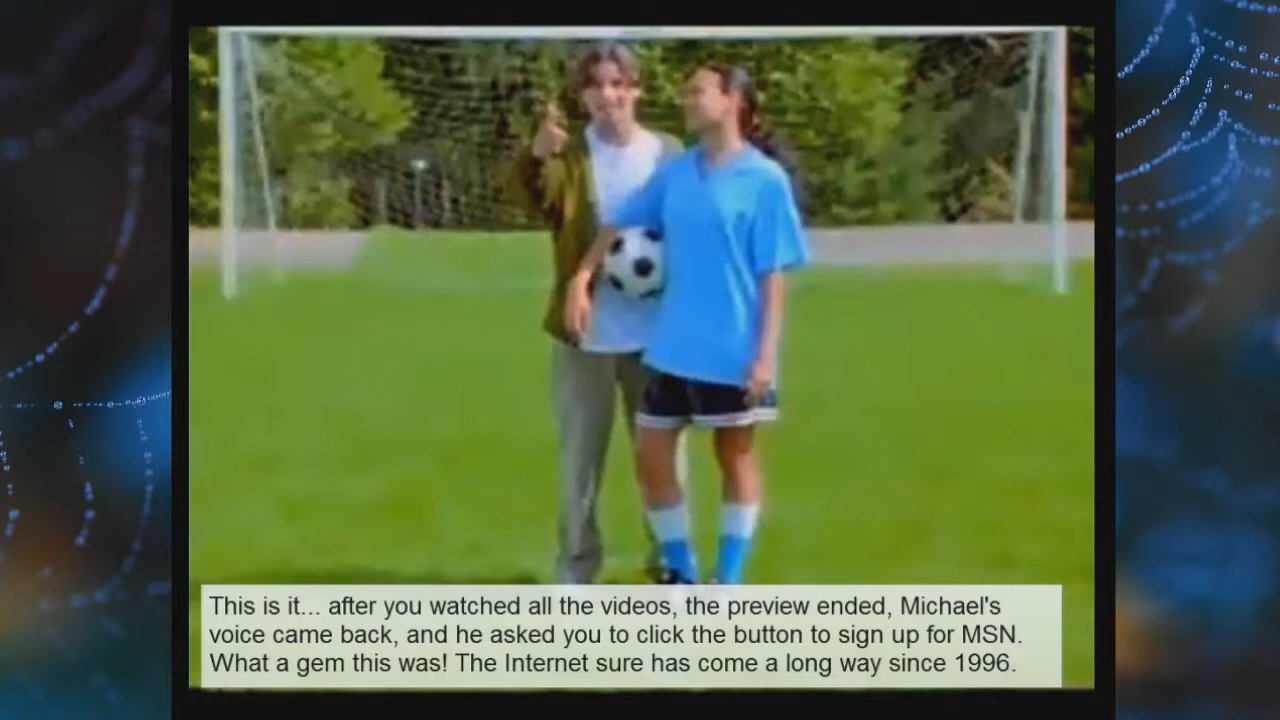 This is it... after you watched all the videos, the preview ended, Michael's
voice came back, and he asked you to click the button to sign up for MSN.
What a gem this was! The Internet sure has come a long way since 1996.